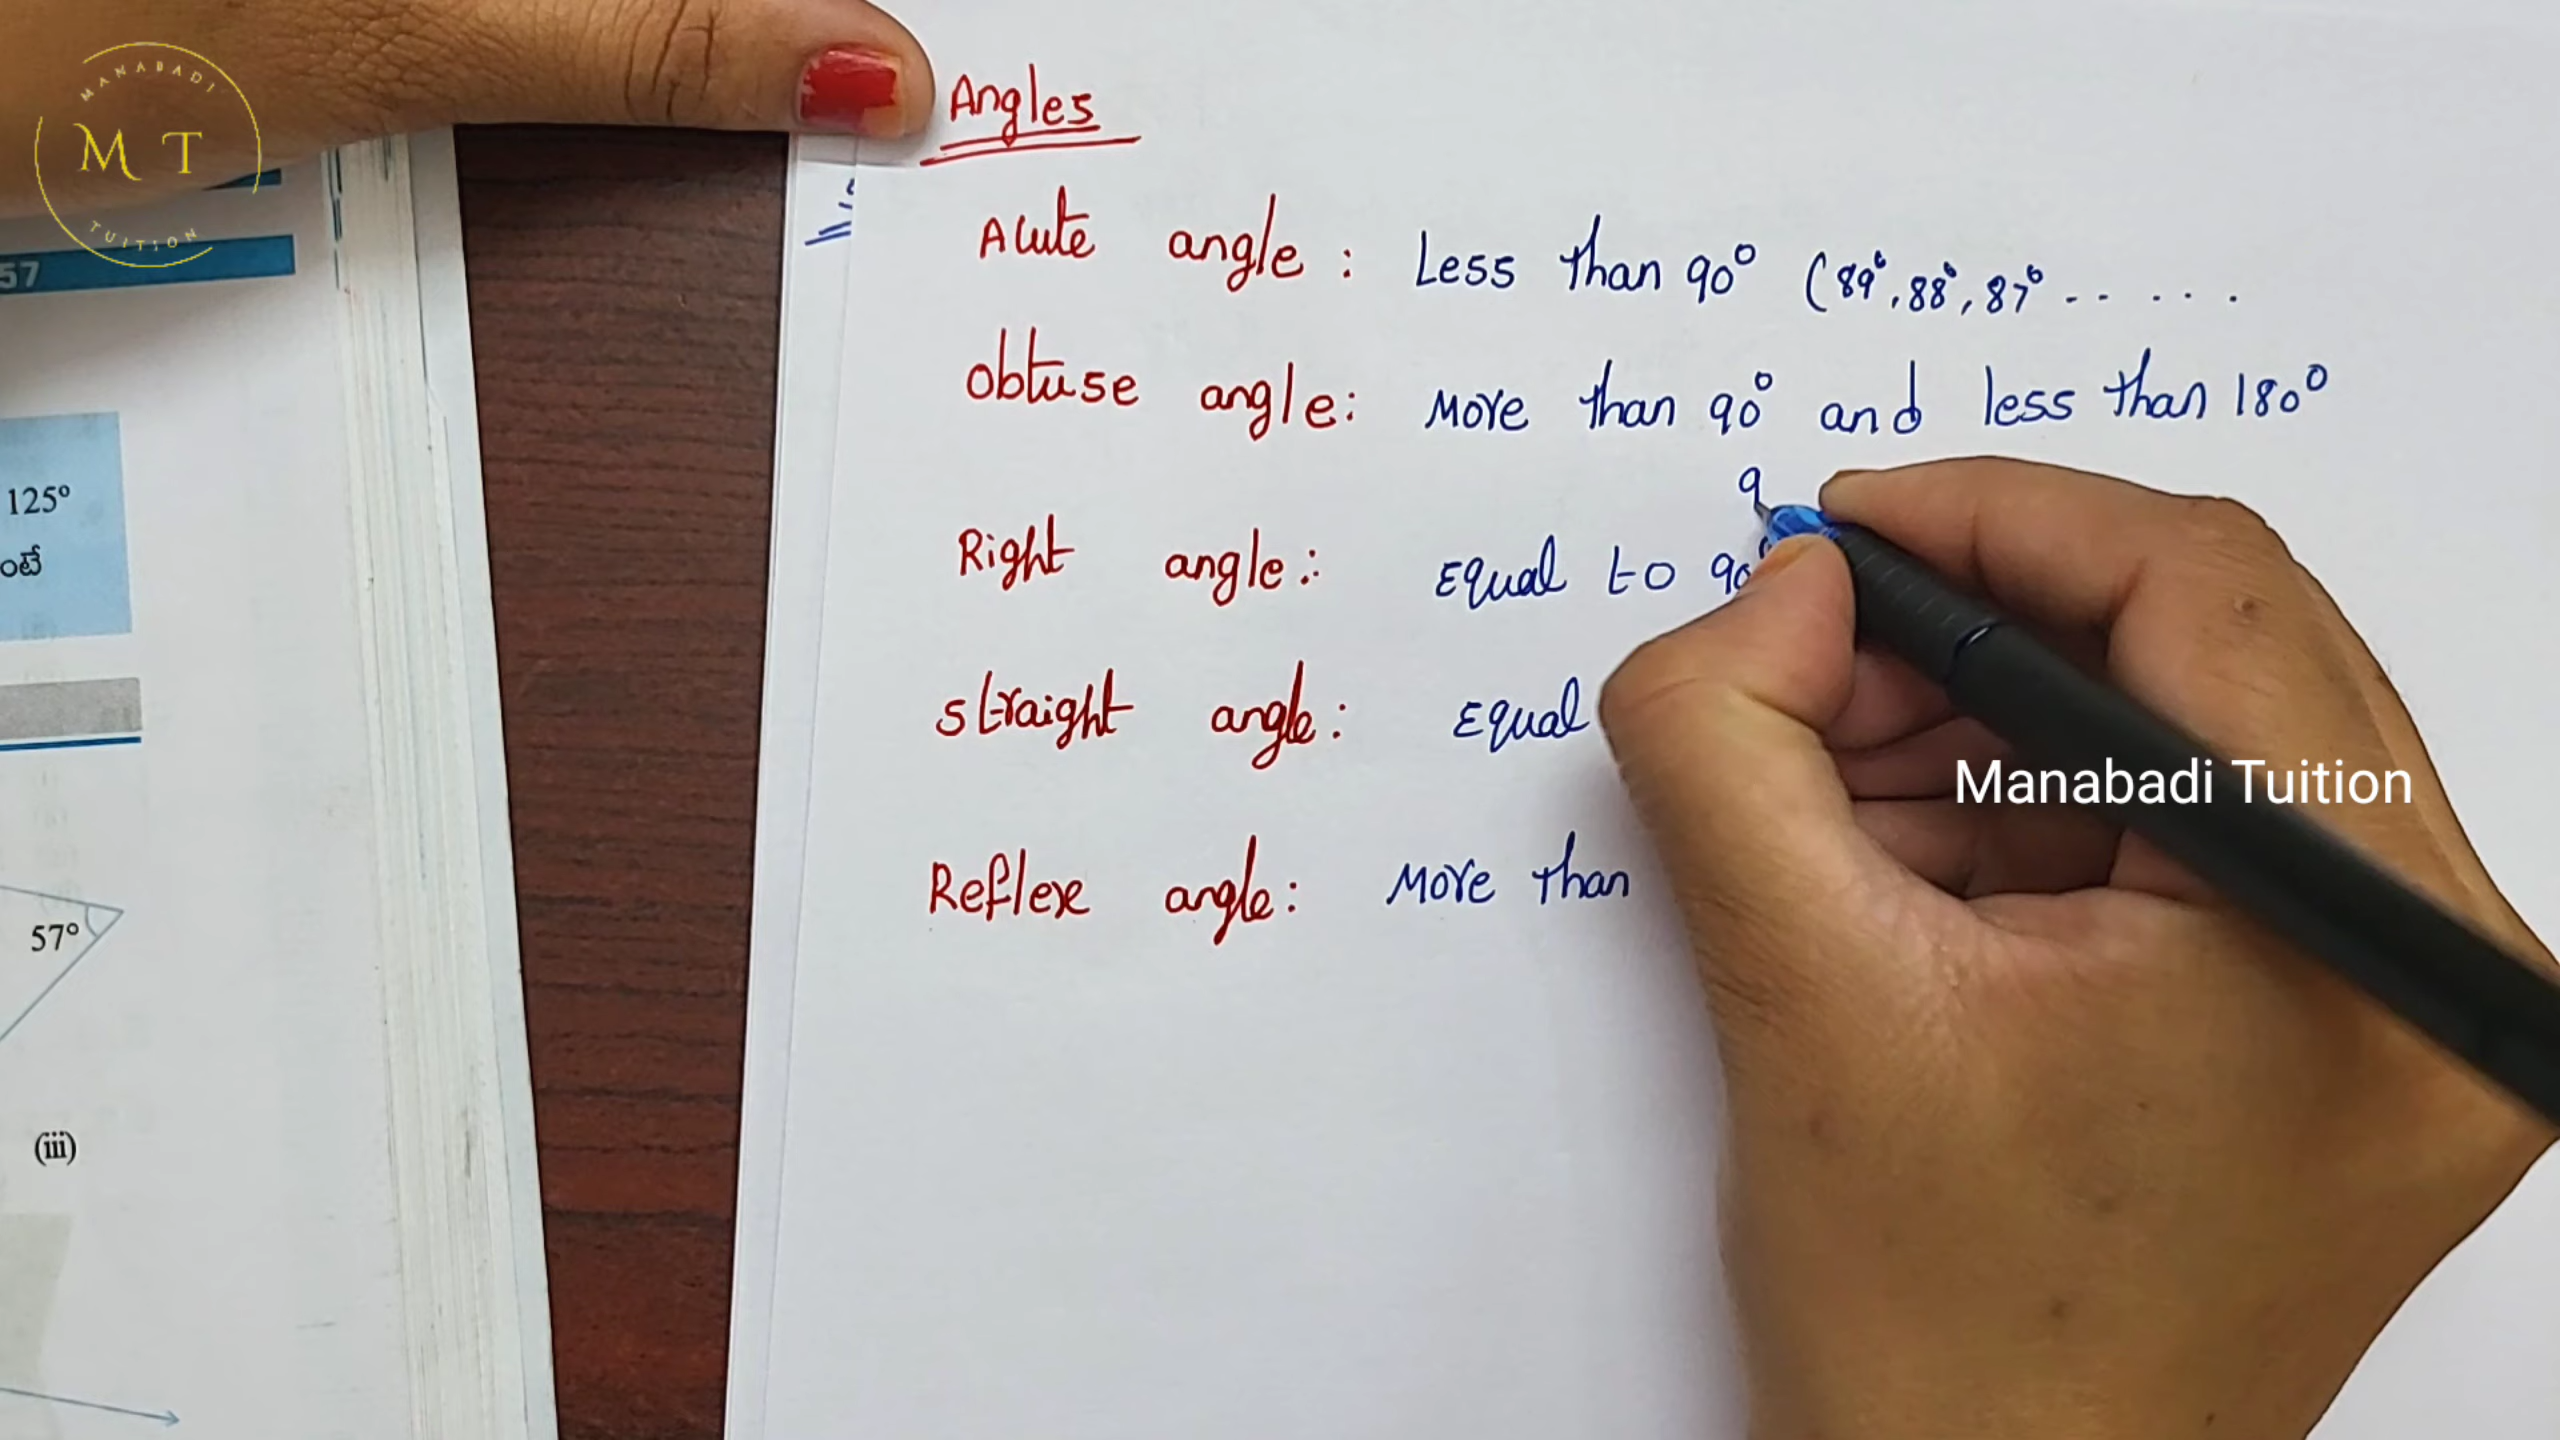 MANABADI
M T
TUITION
57
125°
ంటే
57°
(iii)
Angles
Acute angle : Less than 90° (89°, 88°, 87° - - . . . .
Obtuse angle : More than 90° and less than 180°
9
Right angle : Equal to 90°
Straight angle : Equal
Reflex angle : More than
Manabadi Tuition